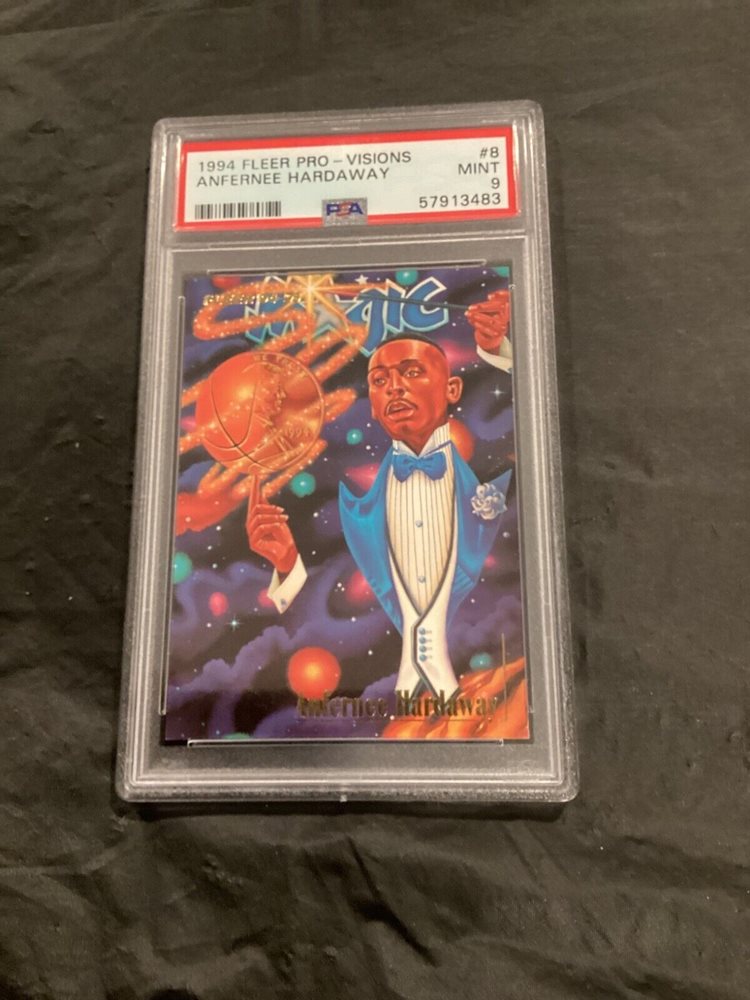 1994 FLEER PRO-VISIONS #8
ANFERNEE HARDAWAY MINT
9
PSA 57913483
MAGIC
Anfernee Hardaway